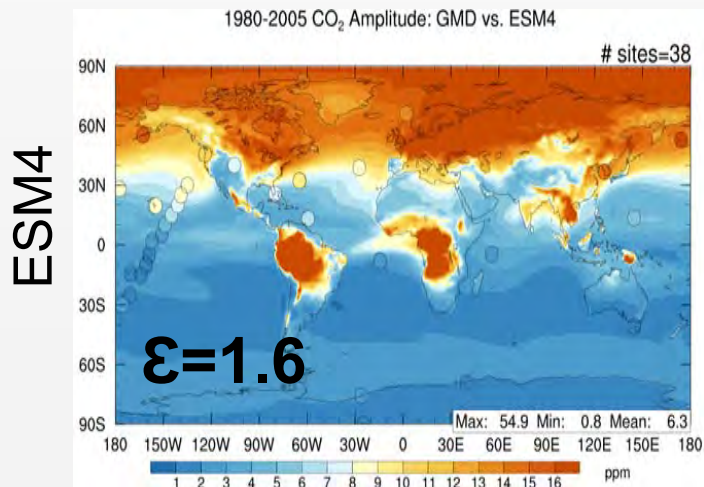 1980-2005 CO₂ Amplitude: GMD vs. ESM4
# sites=38
ESM4
90N
60N
30N
0
30S
60S
90S
Ɛ=1.6
Max: 54.9 Min: 0.8 Mean: 6.3
180 150W 120W 90W 60W 30W 0 30E 60E 90E 120E 150E 180
1 2 3 4 5 6 7 8 9 10 11 12 13 14 15 16 ppm